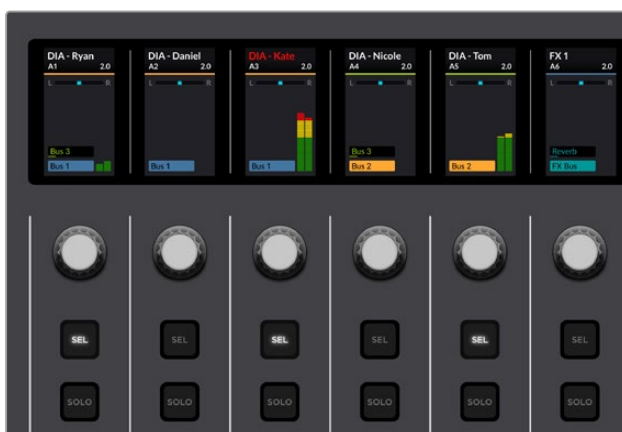 DIA - Ryan DIA - Daniel DIA - Kate DIA - Nicole DIA - Tom FX 1
A1 2.0 A2 2.0 A3 2.0 A4 2.0 A5 2.0 A6 2.0
L R L R L R L R L R L R
Bus 3 Bus 3 Reverb
Bus 1 Bus 1 Bus 1 Bus 2 Bus 2 FX Bus
SEL SEL SEL SEL SEL SEL
SOLO SOLO SOLO SOLO SOLO SOLO